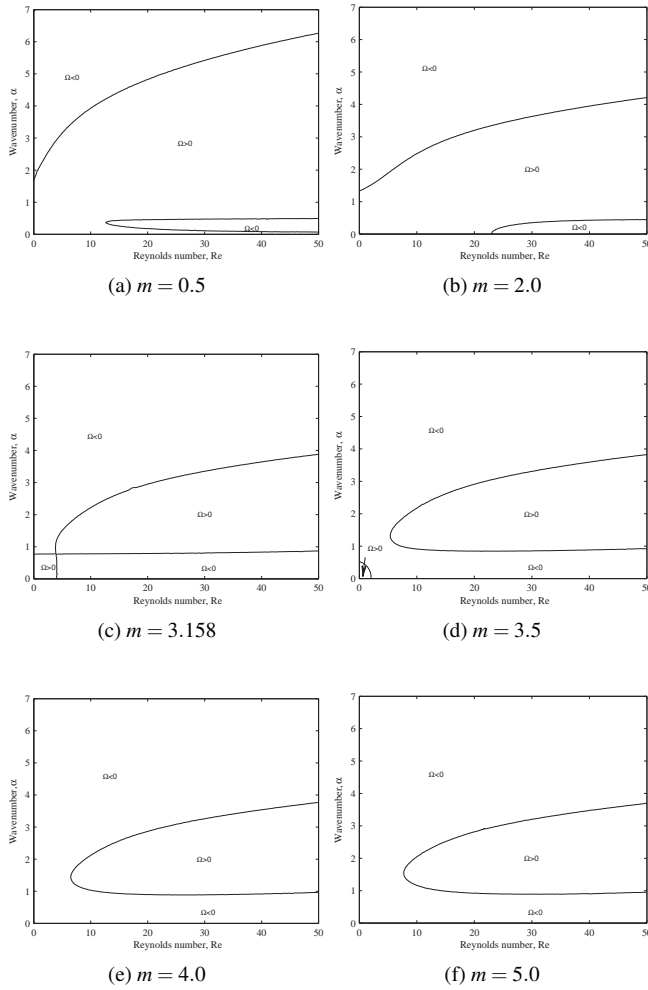 7
6
5
4
3
2
1
0
Wavenumber, α
Ω<0
Ω>0
Ω<0
0 10 20 30 40 50
Reynolds number, Re
(a) m = 0.5
7
6
5
4
3
2
1
0
Wavenumber, α
Ω<0
Ω>0
Ω<0
0 10 20 30 40 50
Reynolds number, Re
(b) m = 2.0
7
6
5
4
3
2
1
0
Wavenumber, α
Ω<0
Ω>0
Ω>0
Ω<0
0 10 20 30 40 50
Reynolds number, Re
(c) m = 3.158
7
6
5
4
3
2
1
0
Wavenumber, α
Ω<0
Ω>0
Ω>0
Ω<0
0 10 20 30 40 50
Reynolds number, Re
(d) m = 3.5
7
6
5
4
3
2
1
0
Wavenumber,α
Ω<0
Ω>0
Ω<0
0 10 20 30 40 50
Reynolds number, Re
(e) m = 4.0
7
6
5
4
3
2
1
0
Wavenumber, α
Ω<0
Ω>0
Ω<0
0 10 20 30 40 50
Reynolds number, Re
(f) m = 5.0